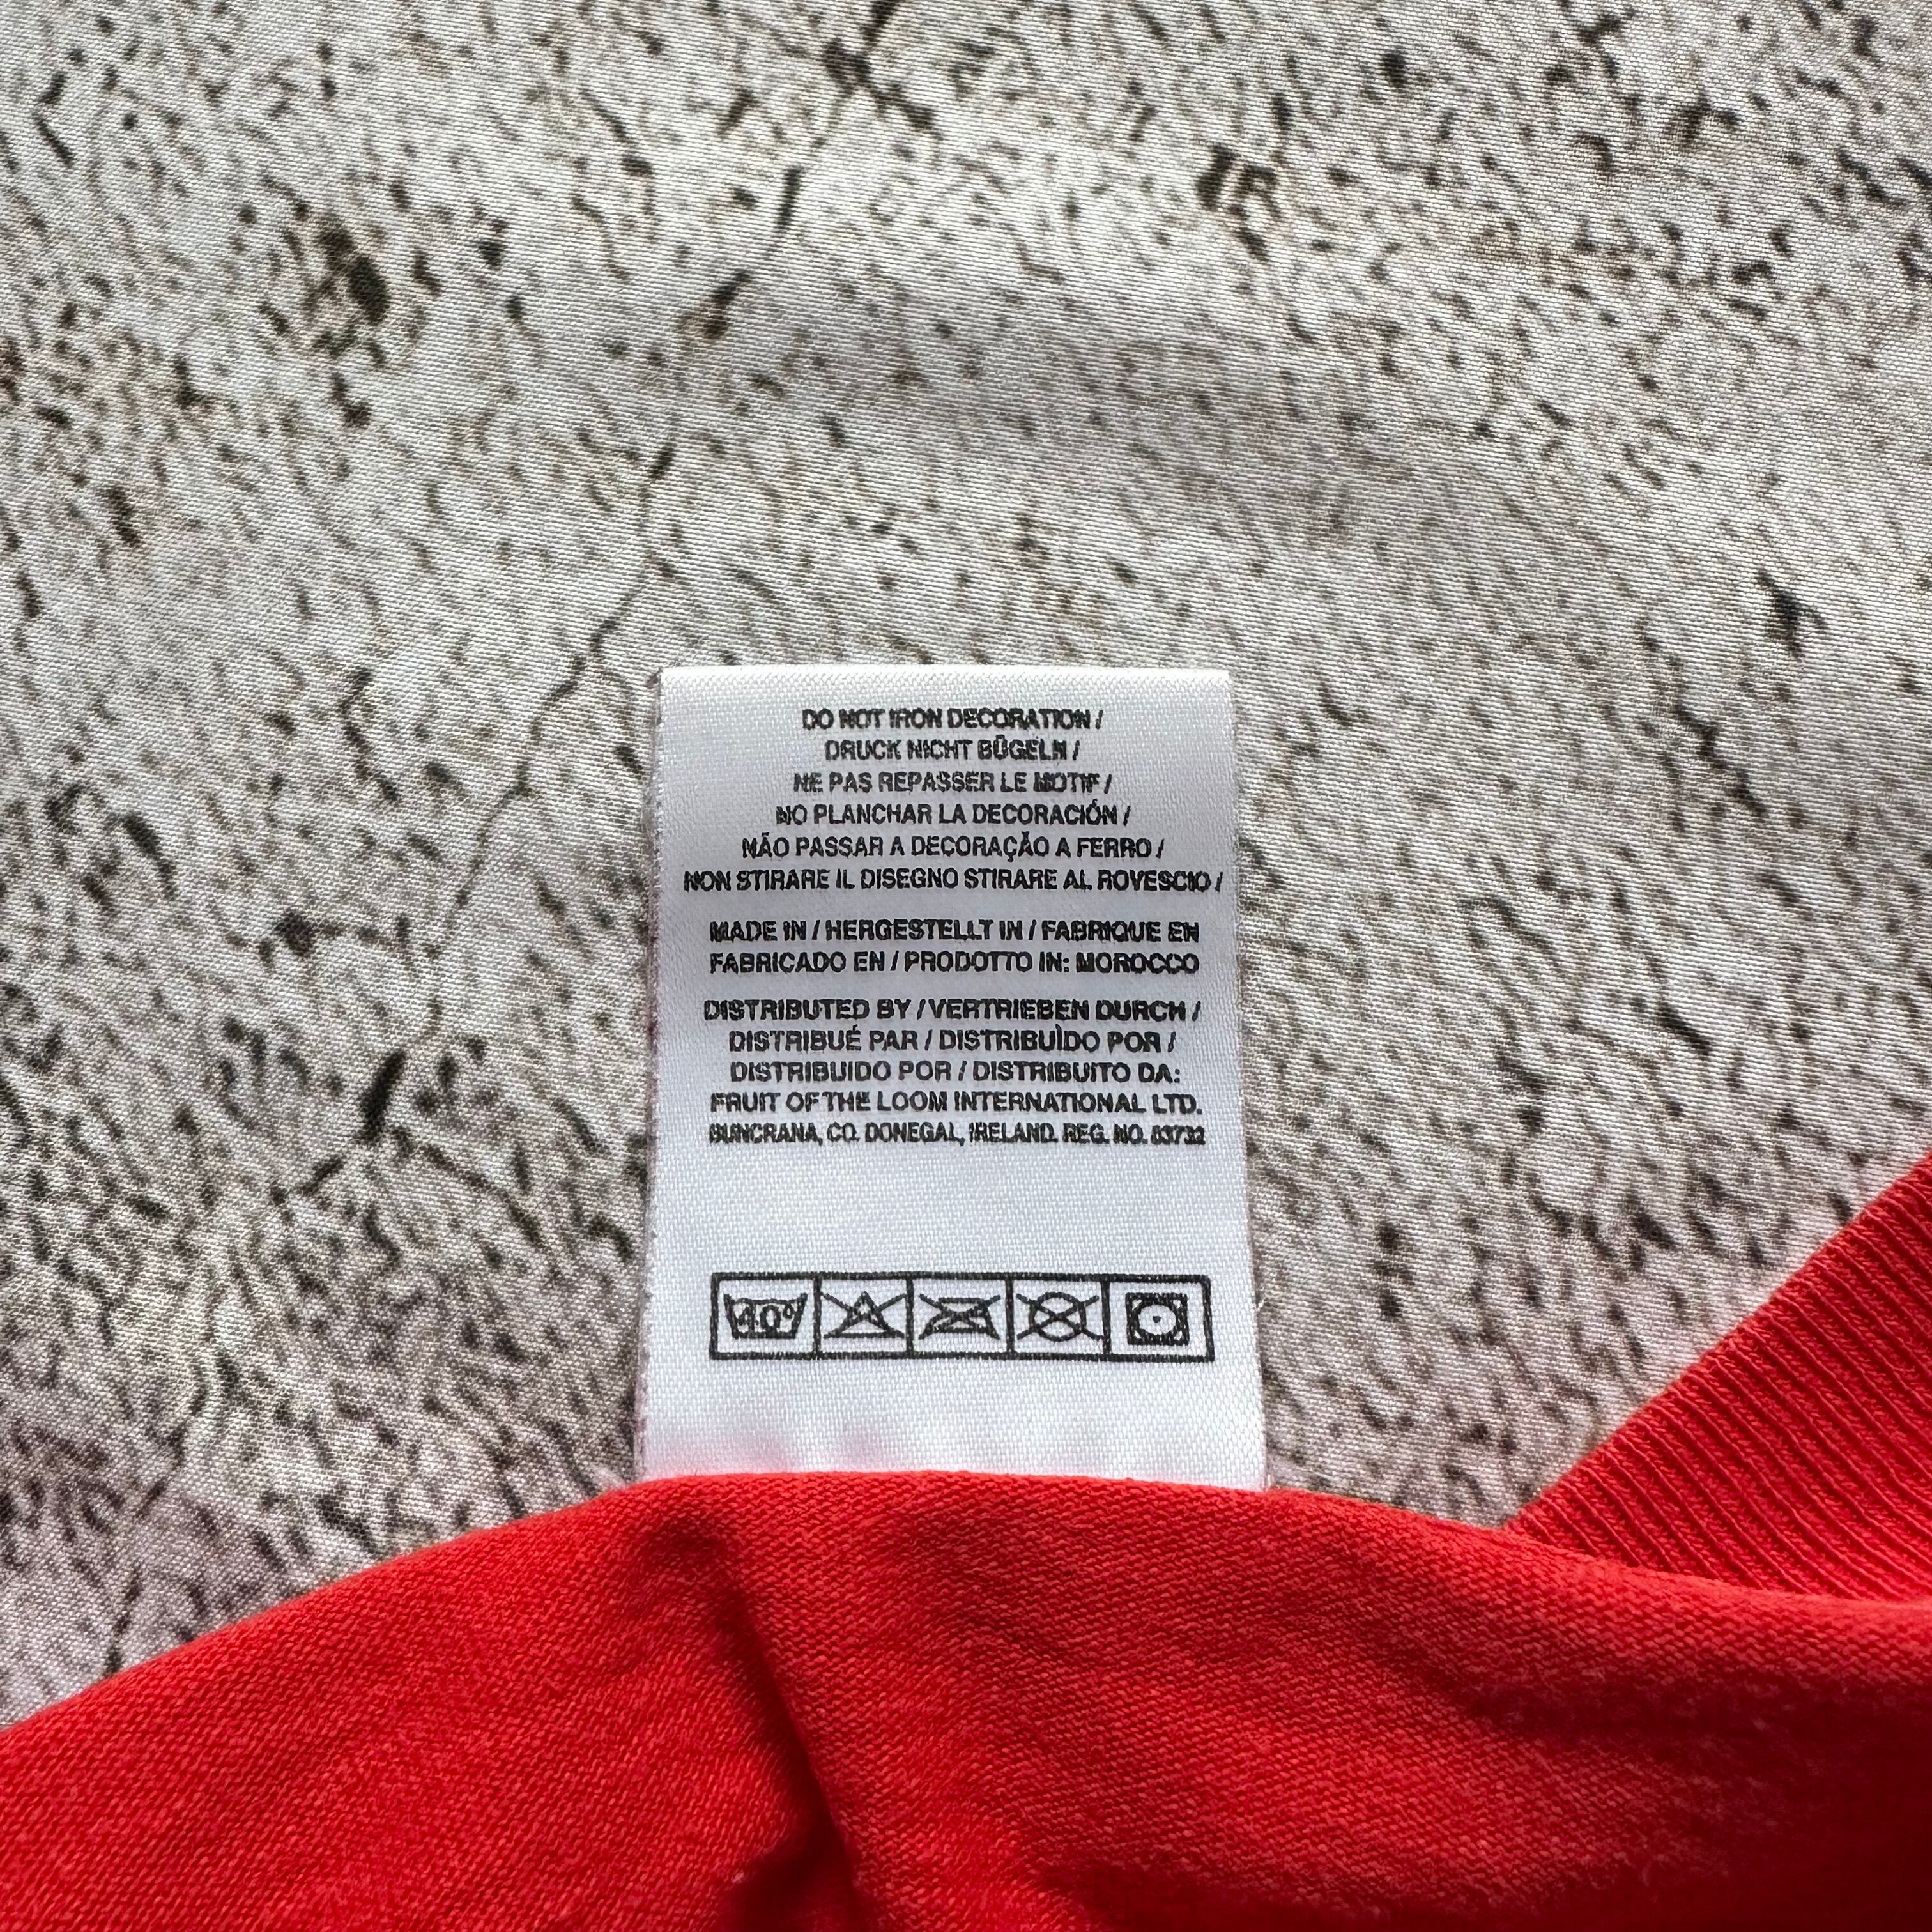 DO NOT IRON DECORATION /
DRUCK NICHT BÜGELN /
NE PAS REPASSER LE MOTIF /
NO PLANCHAR LA DECORACIÓN /
NÃO PASSAR A DECORAÇÃO A FERRO /
NON STIRARE IL DISEGNO STIRARE AL ROVESCIO /
MADE IN / HERGESTELLT IN / FABRIQUE EN
FABRICADO EN / PRODOTTO IN: MOROCCO
DISTRIBUTED BY / VERTRIEBEN DURCH /
DISTRIBUÉ PAR / DISTRIBUÌDO POR /
DISTRIBUIDO POR / DISTRIBUITO DA:
FRUIT OF THE LOOM INTERNATIONAL LTD.
BUNCRANA, CO. DONEGAL, IRELAND. REG. NO. 63732
40°